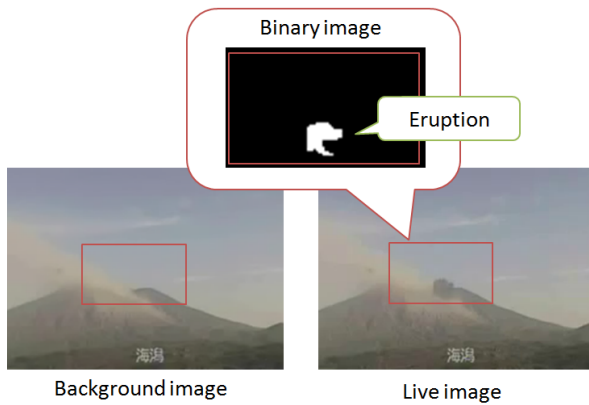 Binary image
Eruption
海潟
海潟
Background image
Live image